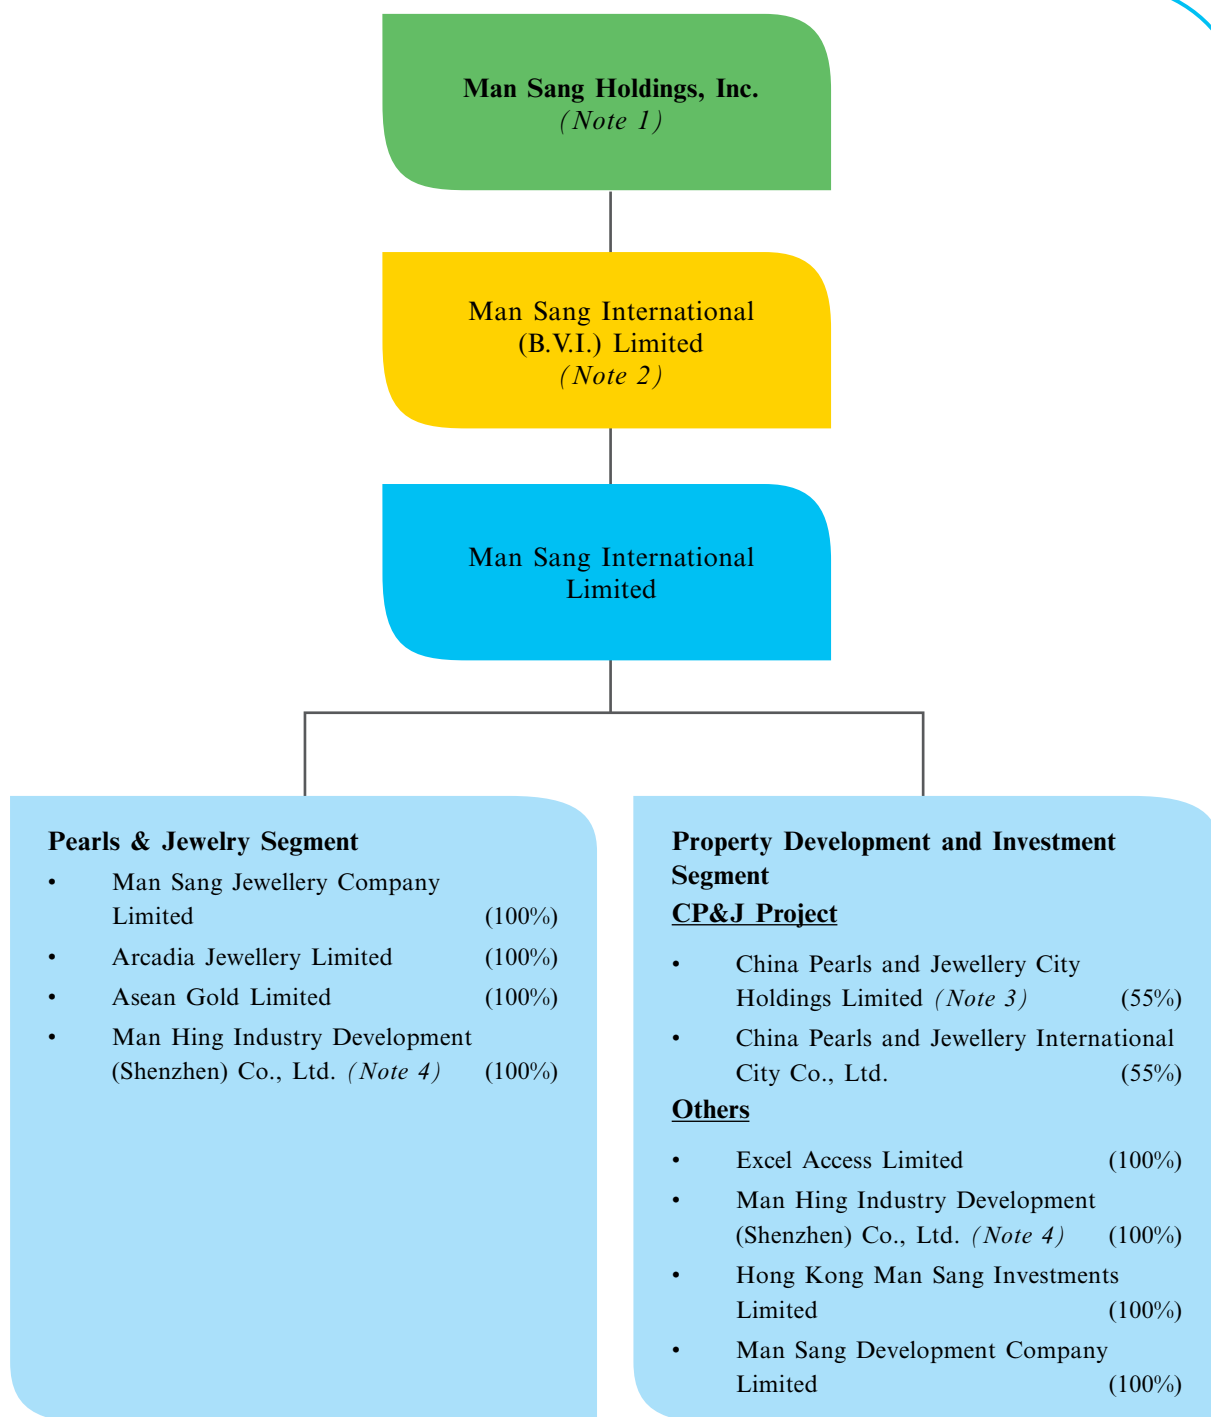 Man Sang Holdings, Inc.
(Note 1)
Man Sang International
(B.V.I.) Limited
(Note 2)
Man Sang International
Limited
Pearls & Jewelry Segment
• Man Sang Jewellery Company
Limited (100%)
• Arcadia Jewellery Limited (100%)
• Asean Gold Limited (100%)
• Man Hing Industry Development
(Shenzhen) Co., Ltd. (Note 4) (100%)
Property Development and Investment
Segment
CP&J Project
• China Pearls and Jewellery City
Holdings Limited (Note 3) (55%)
• China Pearls and Jewellery International
City Co., Ltd. (55%)
Others
• Excel Access Limited (100%)
• Man Hing Industry Development
(Shenzhen) Co., Ltd. (Note 4) (100%)
• Hong Kong Man Sang Investments
Limited (100%)
• Man Sang Development Company
Limited (100%)